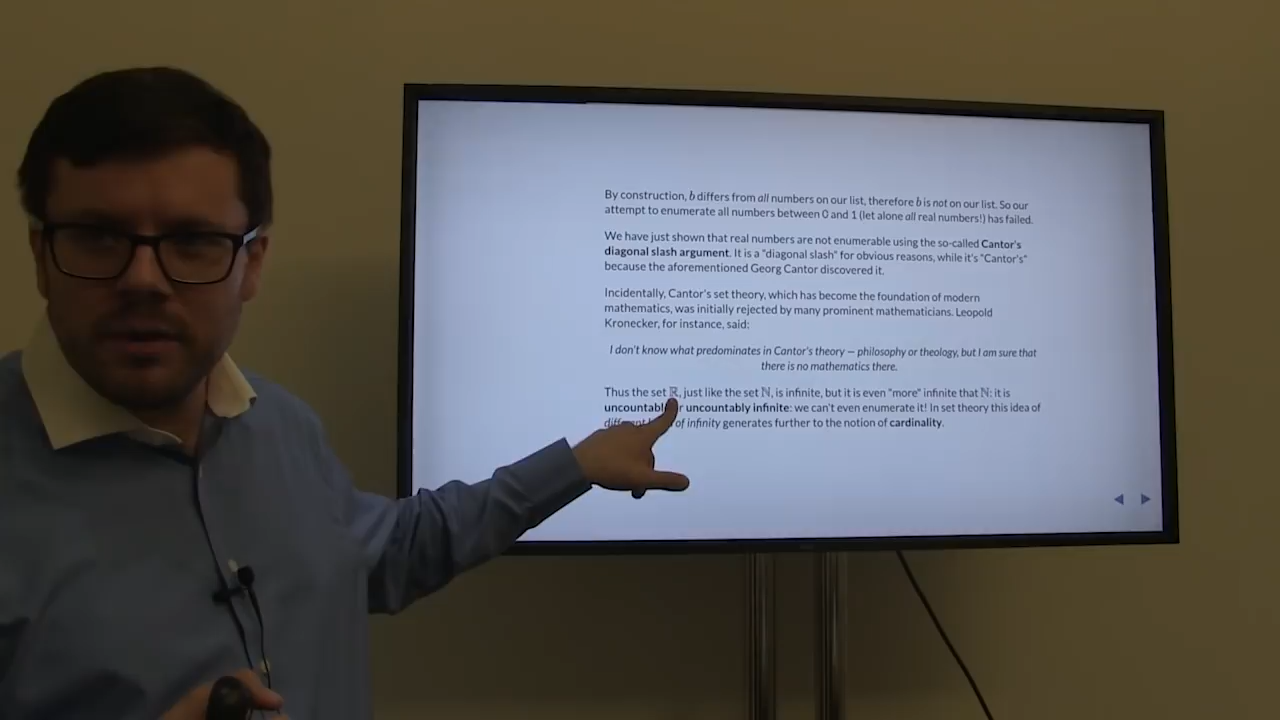 By construction, b differs from all numbers on our list, therefore b is not on our list. So our
attempt to enumerate all numbers between 0 and 1 (let alone all real numbers!) has failed.
We have just shown that real numbers are not enumerable using the so-called Cantor's
diagonal slash argument. It is a "diagonal slash" for obvious reasons, while it's "Cantor's"
because the aforementioned Georg Cantor discovered it.
Incidentally, Cantor's set theory, which has become the foundation of modern
mathematics, was initially rejected by many prominent mathematicians. Leopold
Kronecker, for instance, said:
I don't know what predominates in Cantor's theory — philosophy or theology, but I am sure that
there is no mathematics there.
Thus the set ℝ, just like the set ℕ, is infinite, but it is even "more" infinite that ℕ: it is
uncountably infinite: we can't even enumerate it! In set theory this idea of
of infinity generates further to the notion of cardinality.